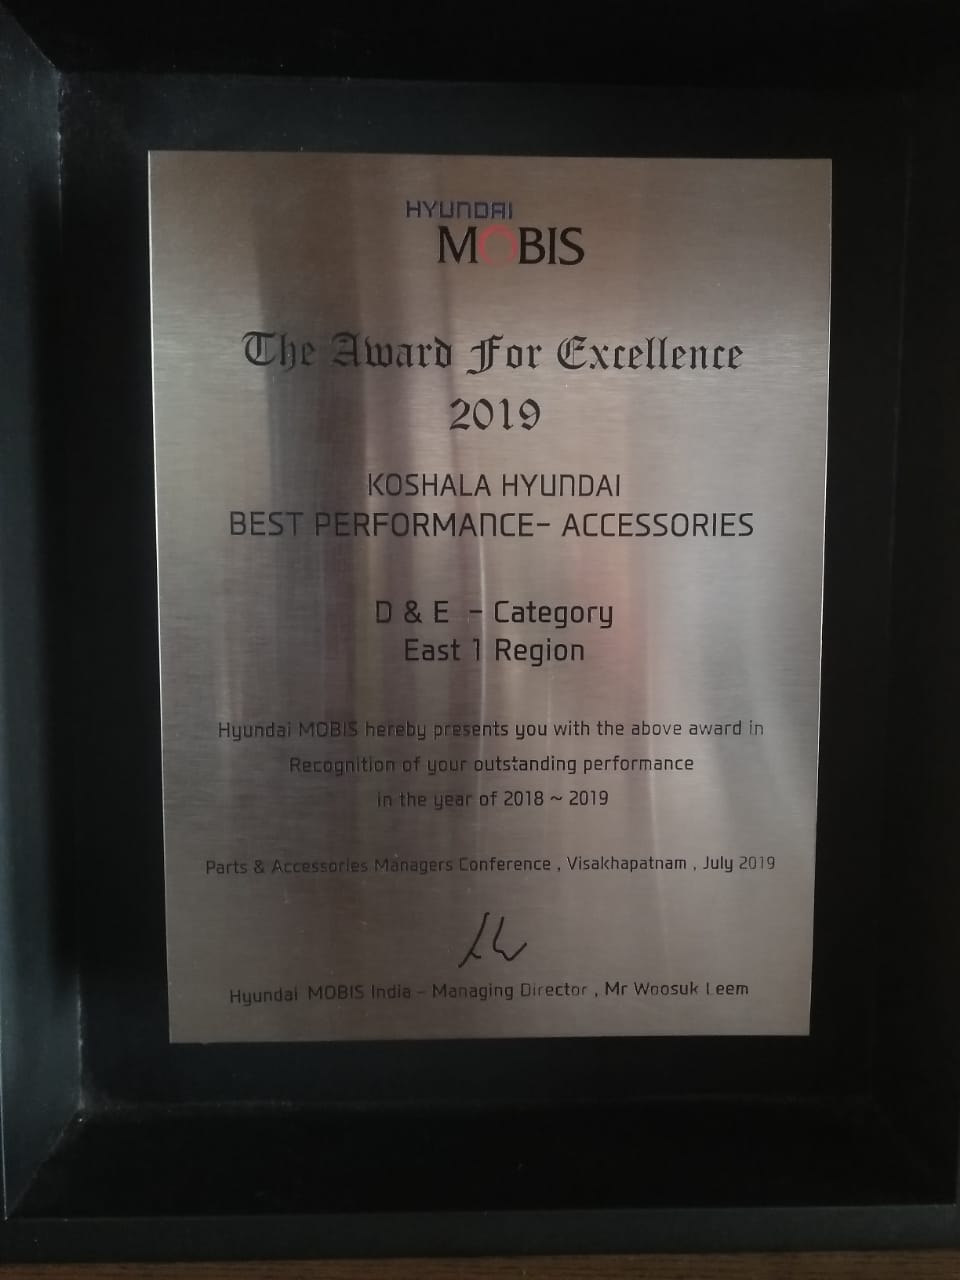 HYUNDAI
MOBIS
The Award For Excellence
2019
KOSHALA HYUNDAI
BEST PERFORMANCE- ACCESSORIES
D & E - Category
East 1 Region
Hyundai MOBIS hereby presents you with the above award in
Recognition of your outstanding performance
in the year of 2018 ~ 2019
Parts & Accessories Managers Conference , Visakhapatnam , July 2019
Hyundai MOBIS India - Managing Director , Mr Woosuk Leem